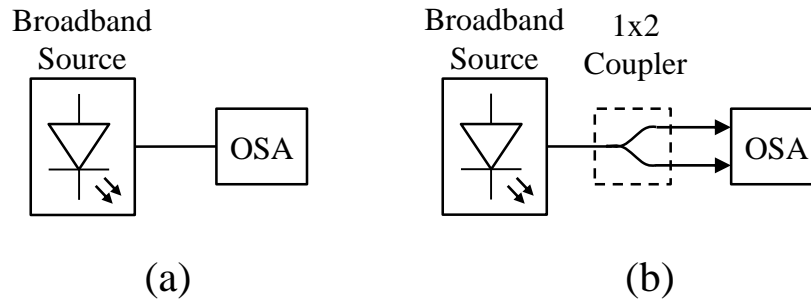 Broadband
Source
OSA
(a)
Broadband
Source
1x2
Coupler
OSA
(b)